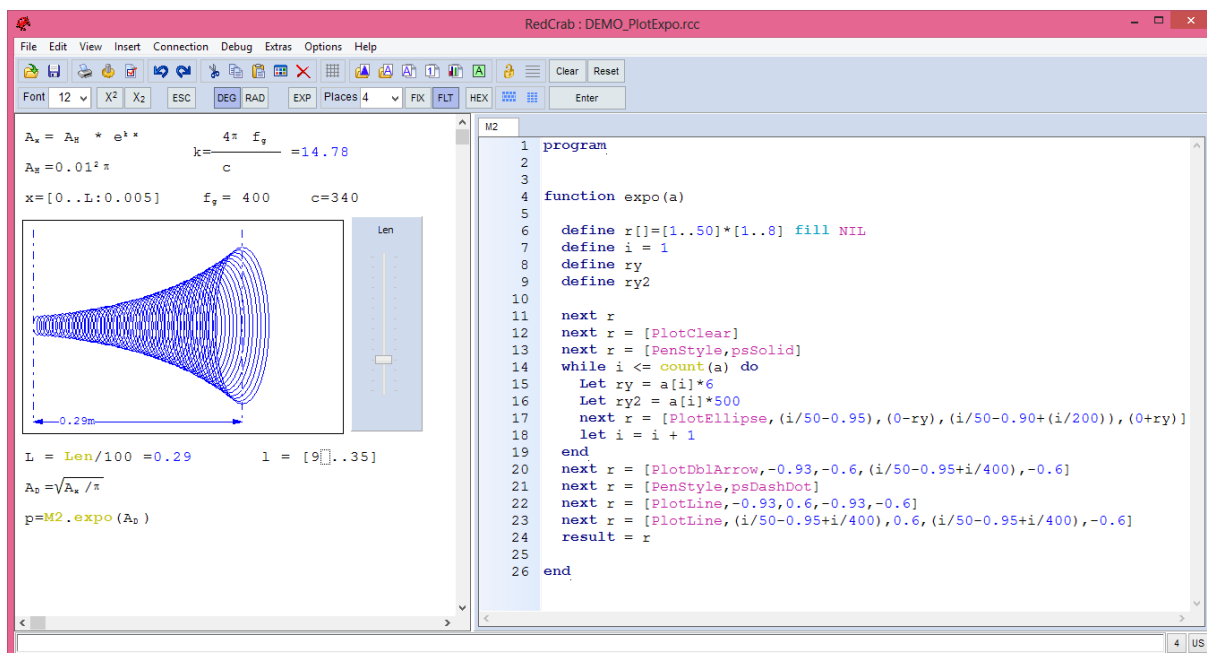 RedCrab : DEMO_PlotExpo.rcc
File Edit View Insert Connection Debug Extras Options Help
Clear Reset
Font 12 X² X₂ ESC DEG RAD EXP Places 4 FIX FLT HEX Enter
Aₓ = A_H * e^(k x)
k= 4π f_g / c =14.78
A_H =0.01² π
x=[0..L:0.005] f_g = 400 c=340
Len
0.29m
L = Len/100 =0.29 l = [9..35]
A_D =√Aₓ /π
p=M2.expo(A_D )
M2
1 program
2
3
4 function expo(a)
5
6 define r[]=[1..50]*[1..8] fill NIL
7 define i = 1
8 define ry
9 define ry2
10
11 next r
12 next r = [PlotClear]
13 next r = [PenStyle,psSolid]
14 while i <= count(a) do
15 Let ry = a[i]*6
16 Let ry2 = a[i]*500
17 next r = [PlotEllipse,(i/50-0.95),(0-ry),(i/50-0.90+(i/200)),(0+ry)]
18 let i = i + 1
19 end
20 next r = [PlotDblArrow,-0.93,-0.6,(i/50-0.95+i/400),-0.6]
21 next r = [PenStyle,psDashDot]
22 next r = [PlotLine,-0.93,0.6,-0.93,-0.6]
23 next r = [PlotLine,(i/50-0.95+i/400),0.6,(i/50-0.95+i/400),-0.6]
24 result = r
25
26 end
4 US